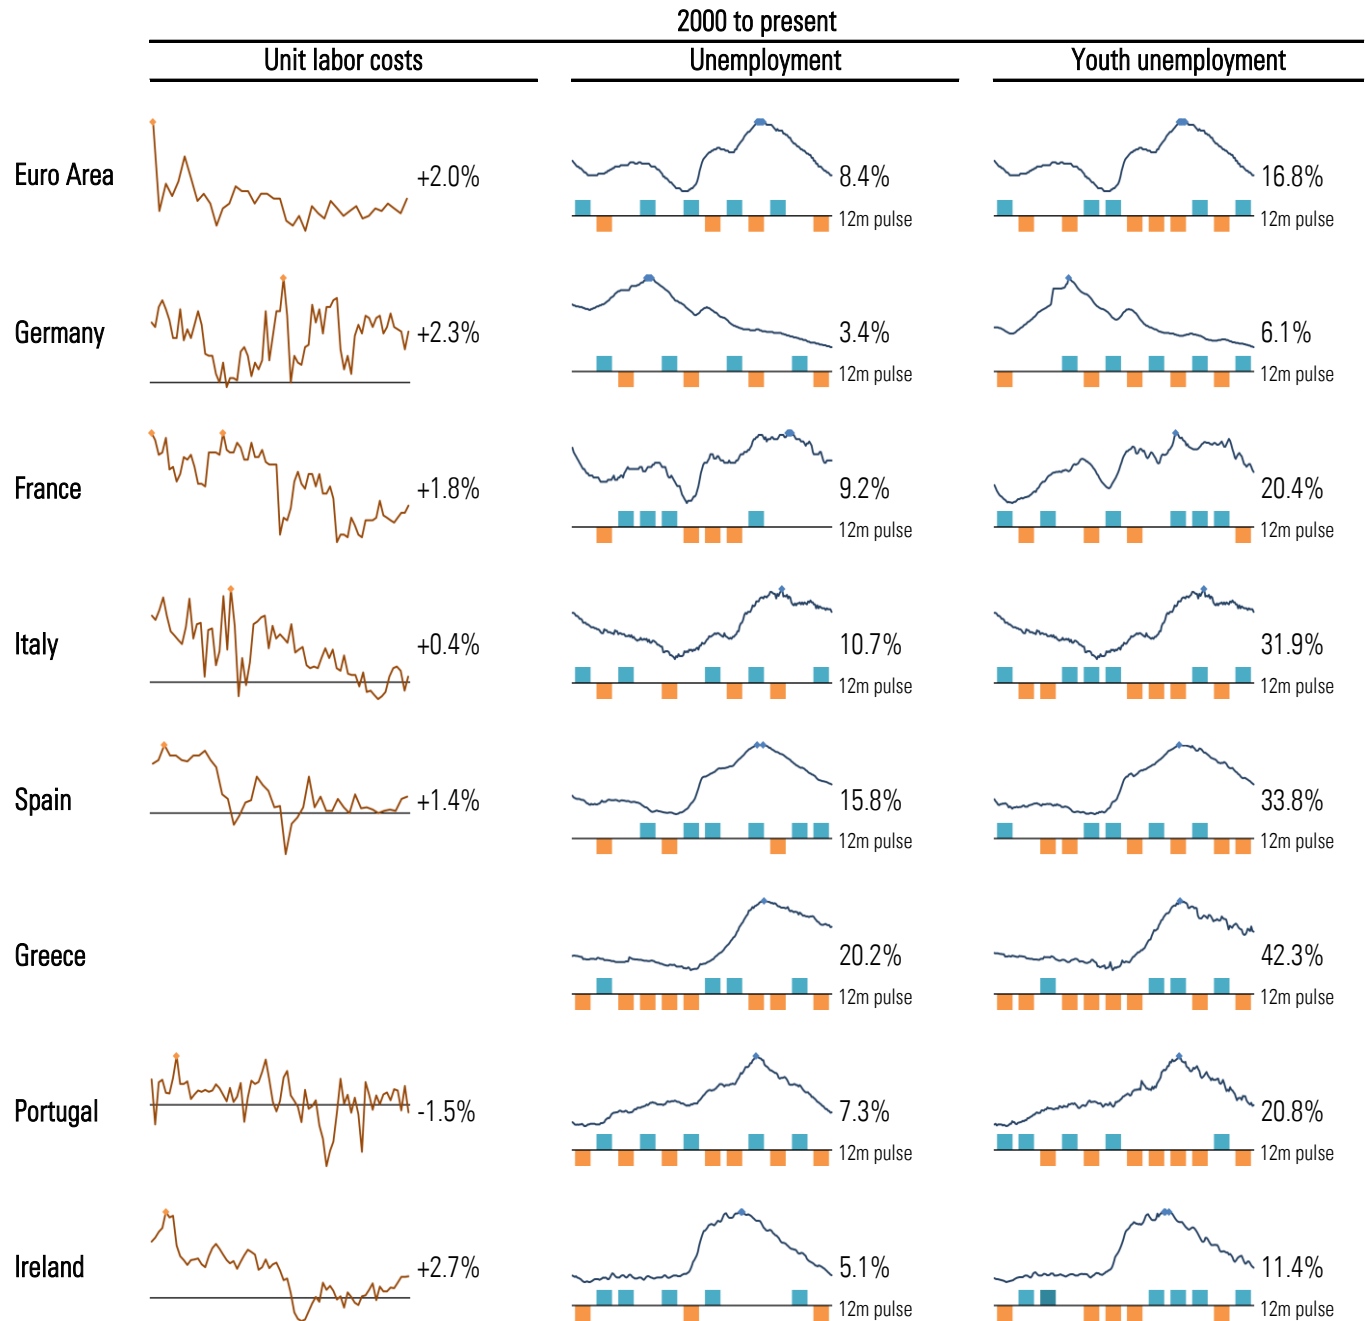 2000 to present
Unit labor costs Unemployment Youth unemployment
Euro Area +2.0% 8.4% 16.8%
12m pulse 12m pulse
Germany +2.3% 3.4% 6.1%
12m pulse 12m pulse
France +1.8% 9.2% 20.4%
12m pulse 12m pulse
Italy +0.4% 10.7% 31.9%
12m pulse 12m pulse
Spain +1.4% 15.8% 33.8%
12m pulse 12m pulse
Greece 20.2% 42.3%
12m pulse 12m pulse
Portugal -1.5% 7.3% 20.8%
12m pulse 12m pulse
Ireland +2.7% 5.1% 11.4%
12m pulse 12m pulse